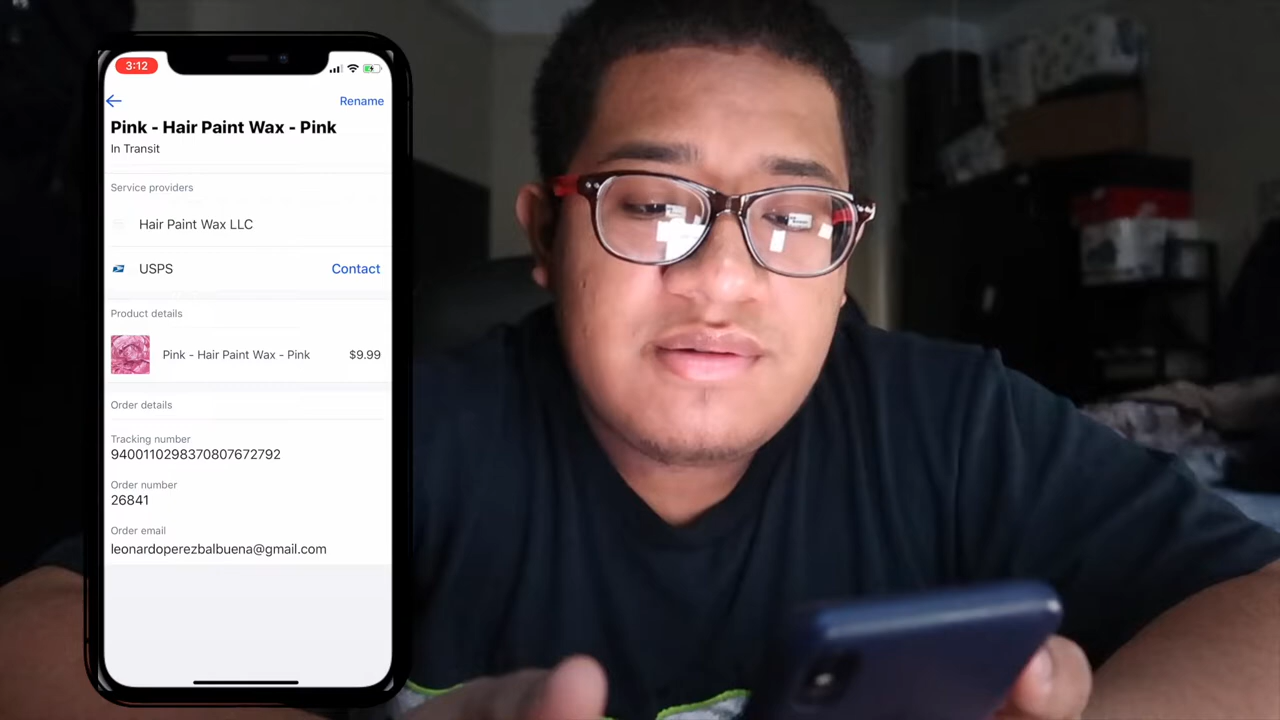 3:12
Rename
Pink - Hair Paint Wax - Pink
In Transit
Service providers
Hair Paint Wax LLC
USPS
Contact
Product details
Pink - Hair Paint Wax - Pink
$9.99
Order details
Tracking number
9400110298370807672792
Order number
26841
Order email
leonardoperezbalbuena@gmail.com